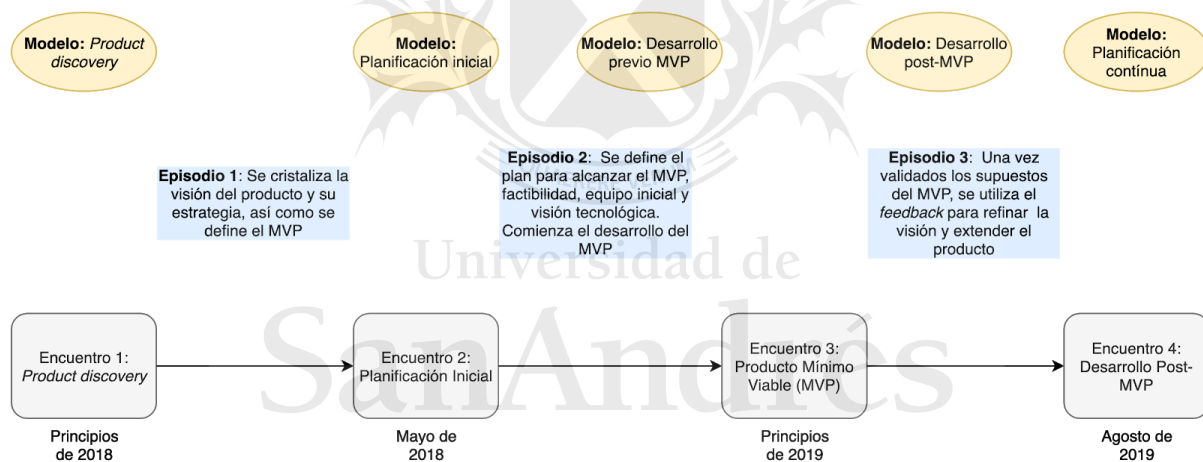 Modelo: Product
discovery
Modelo:
Planificación inicial
Modelo: Desarrollo
previo MVP
Modelo: Desarrollo
post-MVP
Modelo:
Planificación
contínua
Episodio 1: Se cristaliza la
visión del producto y su
estrategia, así como se
define el MVP
Episodio 2: Se define el
plan para alcanzar el MVP,
factibilidad, equipo inicial y
visión tecnológica.
Comienza el desarrollo del
MVP
Episodio 3: Una vez
validados los supuestos
del MVP, se utiliza el
feedback para refinar la
visión y extender el
producto
Universidad de
SanAndrés
Encuentro 1:
Product discovery
Encuentro 2:
Planificación Inicial
Encuentro 3:
Producto Mínimo
Viable (MVP)
Encuentro 4:
Desarrollo Post-
MVP
Principios
de 2018
Mayo de
2018
Principios
de 2019
Agosto de
2019